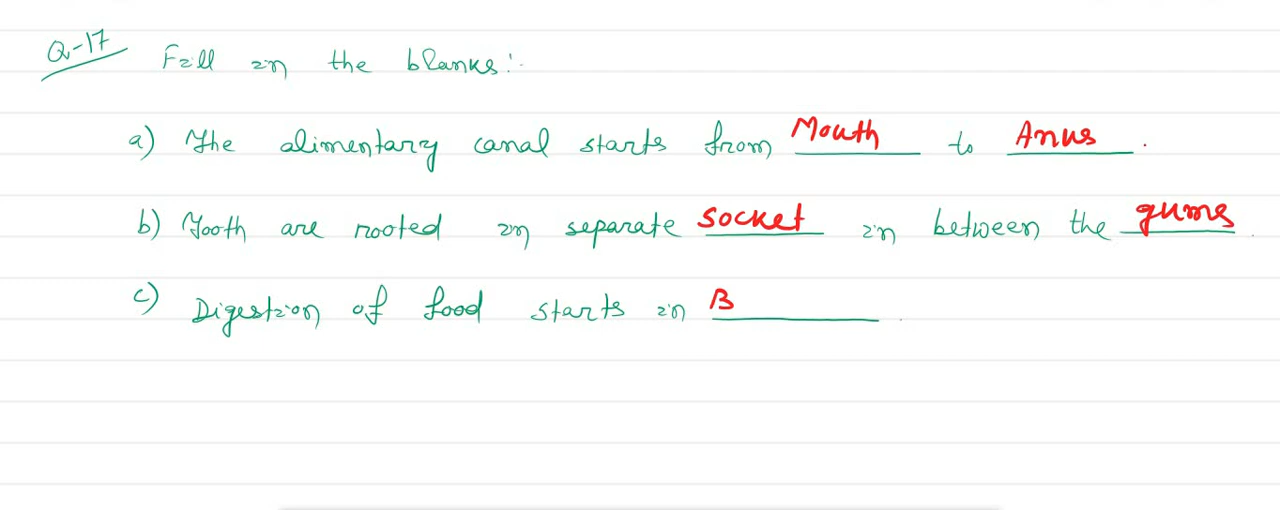 Q-17 Fill in the blanks:-
a) The alimentary canal starts from Mouth to Anus.
b) Tooth are rooted in separate socket in between the gums.
c) Digestion of food starts in B.